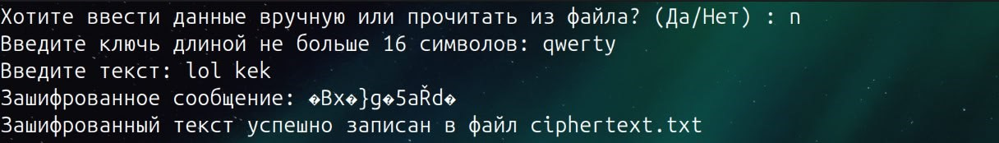 Хотите ввести данные вручную или прочитать из файла? (Да/Нет) : n
Введите ключь длиной не больше 16 символов: qwerty
Введите текст: lol kek
Зашифрованное сообщение: �Bx�}g�5aŘd�
Зашифрованный текст успешно записан в файл ciphertext.txt